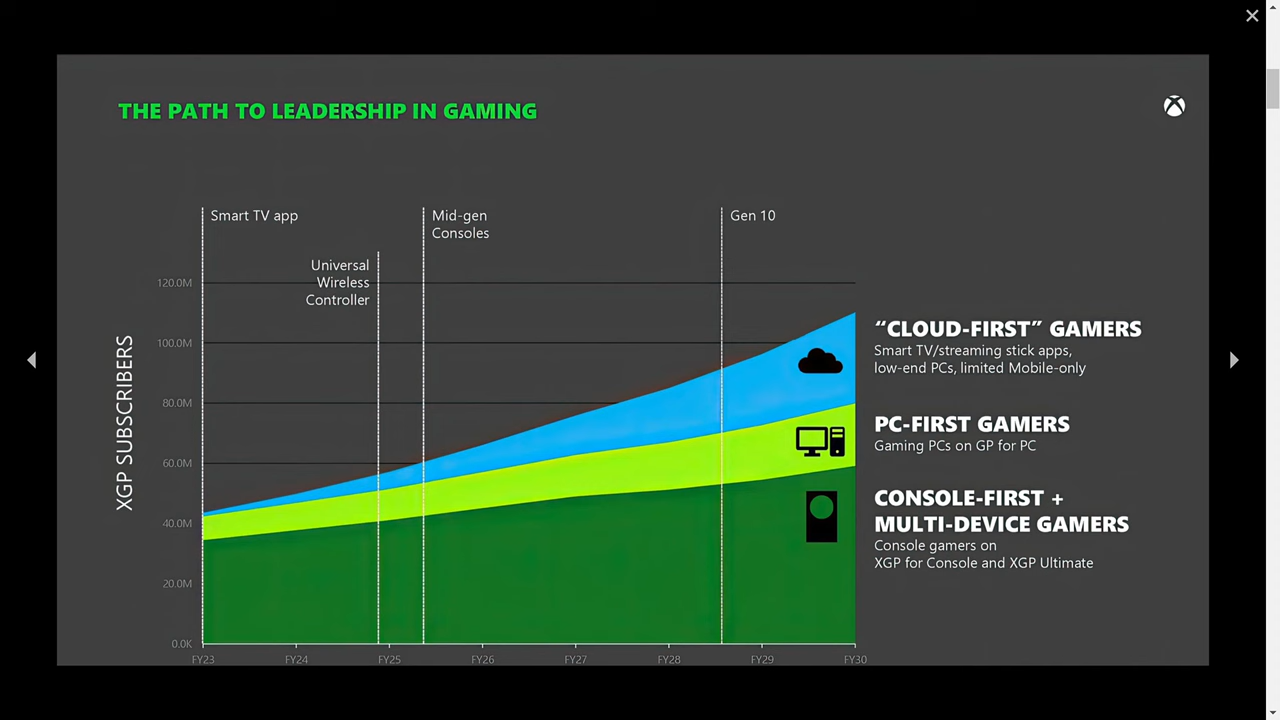 THE PATH TO LEADERSHIP IN GAMING
Smart TV app
Mid-gen
Consoles
Gen 10
Universal
Wireless
Controller
120.0M
100.0M
80.0M
60.0M
40.0M
20.0M
0.0K
XGP SUBSCRIBERS
FY23
FY24
FY25
FY26
FY27
FY28
FY29
FY30
“CLOUD-FIRST” GAMERS
Smart TV/streaming stick apps,
low-end PCs, limited Mobile-only
PC-FIRST GAMERS
Gaming PCs on GP for PC
CONSOLE-FIRST +
MULTI-DEVICE GAMERS
Console gamers on
XGP for Console and XGP Ultimate